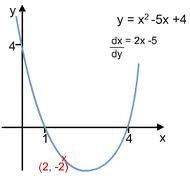 y
y = x² -5x +4
dx/dy = 2x -5
4
1
4
x
(2, -2)
x